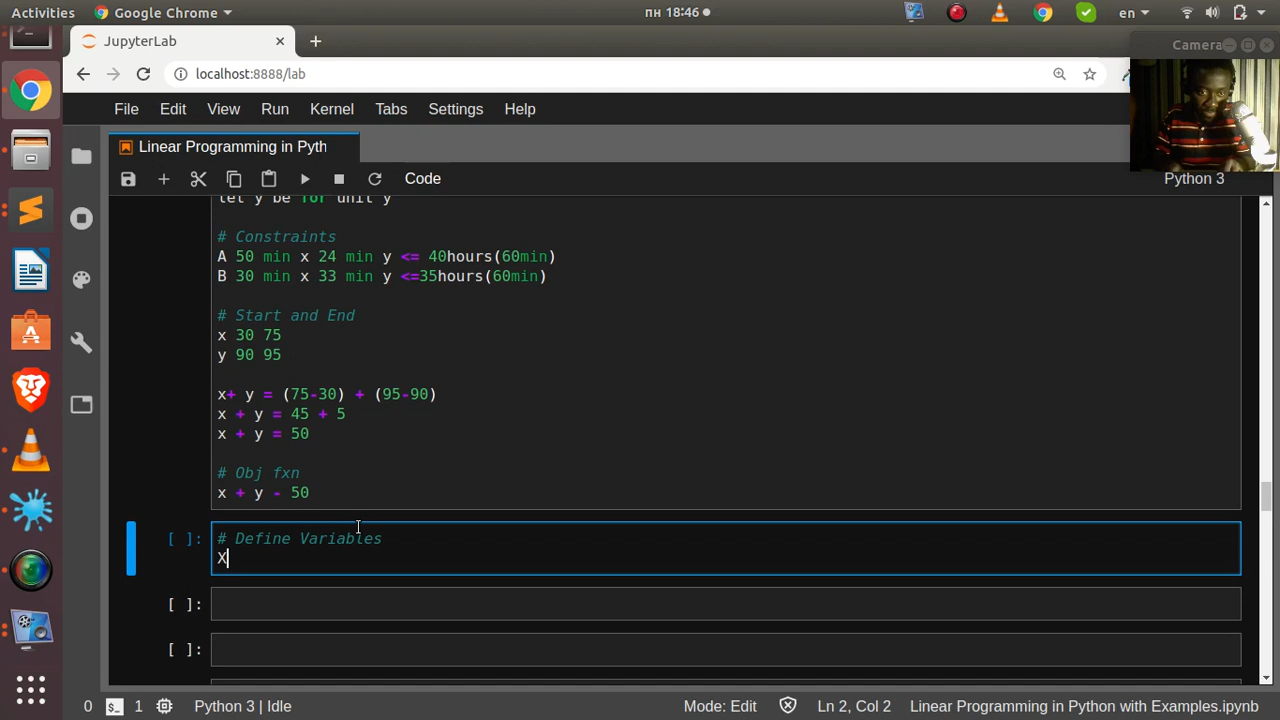 Activities Google Chrome пн 18:46 en
JupyterLab
Camera
localhost:8888/lab
File Edit View Run Kernel Tabs Settings Help
Linear Programming in Pyth
Code Python 3
let y be for unit y
# Constraints
A 50 min x 24 min y <= 40hours(60min)
B 30 min x 33 min y <=35hours(60min)
# Start and End
x 30 75
y 90 95
x+ y = (75-30) + (95-90)
x + y = 45 + 5
x + y = 50
# Obj fxn
x + y - 50
[ ]: # Define Variables
X
[ ]:
[ ]:
0 1 Python 3 | Idle Mode: Edit Ln 2, Col 2 Linear Programming in Python with Examples.ipynb